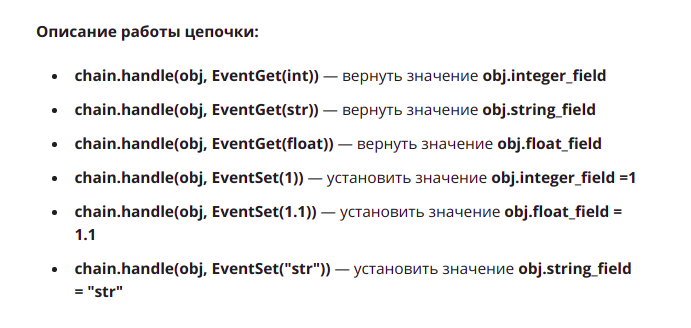 Описание работы цепочки:
• chain.handle(obj, EventGet(int)) — вернуть значение obj.integer_field
• chain.handle(obj, EventGet(str)) — вернуть значение obj.string_field
• chain.handle(obj, EventGet(float)) — вернуть значение obj.float_field
• chain.handle(obj, EventSet(1)) — установить значение obj.integer_field =1
• chain.handle(obj, EventSet(1.1)) — установить значение obj.float_field =
1.1
• chain.handle(obj, EventSet("str")) — установить значение obj.string_field
= "str"